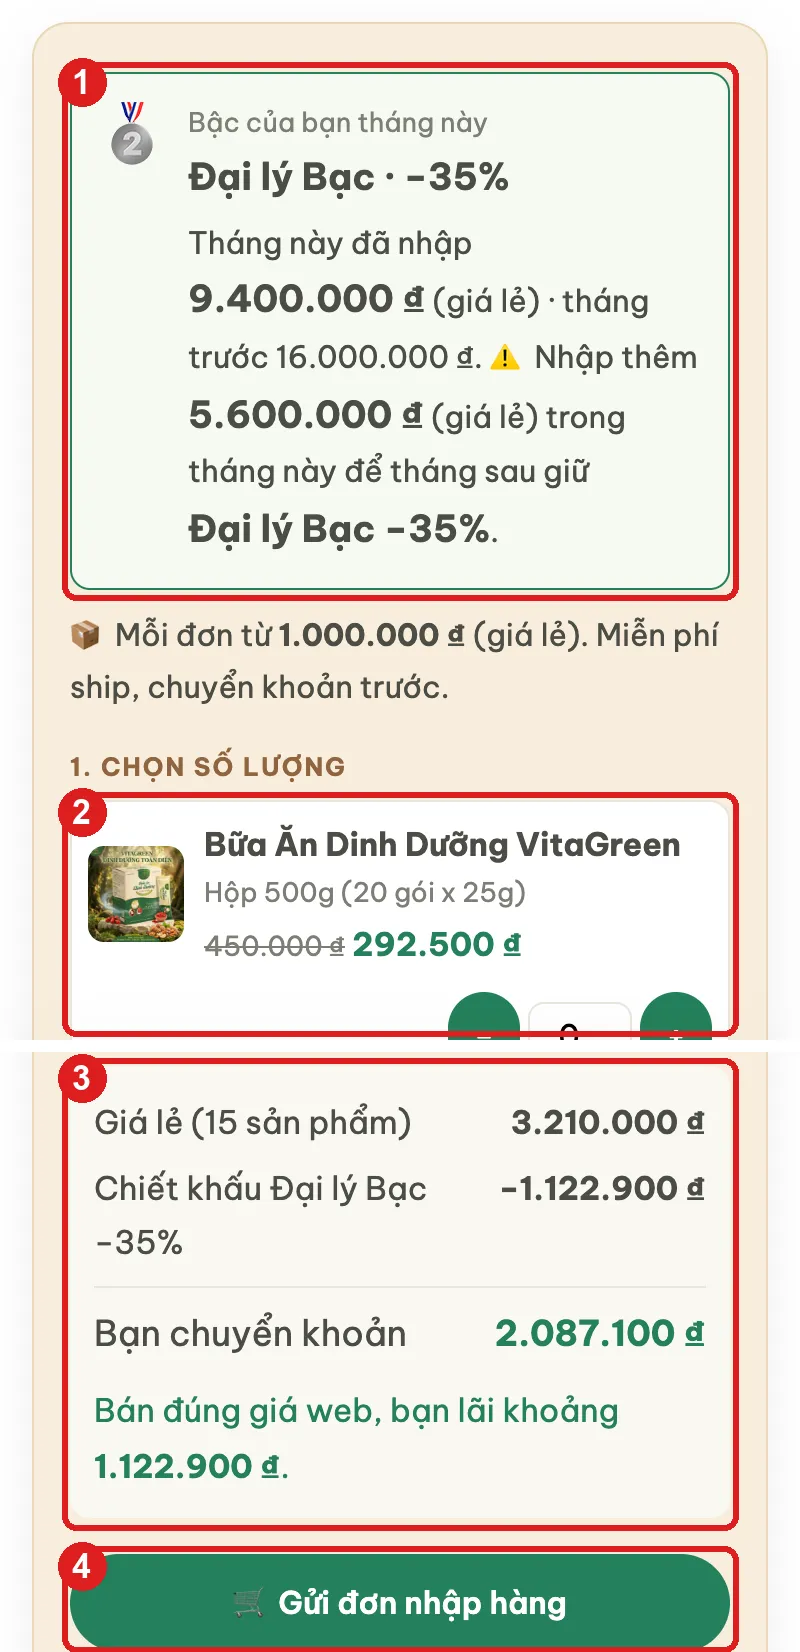 1
2
Bậc của bạn tháng này
Đại lý Bạc · −35%
Tháng này đã nhập
9.400.000 ₫ (giá lẻ) · tháng
trước 16.000.000 ₫. ⚠️ Nhập thêm
5.600.000 ₫ (giá lẻ) trong
tháng này để tháng sau giữ
Đại lý Bạc −35%.
📦 Mỗi đơn từ 1.000.000 ₫ (giá lẻ). Miễn phí
ship, chuyển khoản trước.
1. CHỌN SỐ LƯỢNG
2
VITAGREEN
DINH DƯỠNG TOÀN DIỆN
Bữa Ăn Dinh Dưỡng VitaGreen
Hộp 500g (20 gói x 25g)
450.000 ₫ 292.500 ₫
3
Giá lẻ (15 sản phẩm) 3.210.000 ₫
Chiết khấu Đại lý Bạc −1.122.900 ₫
−35%
Bạn chuyển khoản 2.087.100 ₫
Bán đúng giá web, bạn lãi khoảng
1.122.900 ₫.
4
🛒 Gửi đơn nhập hàng